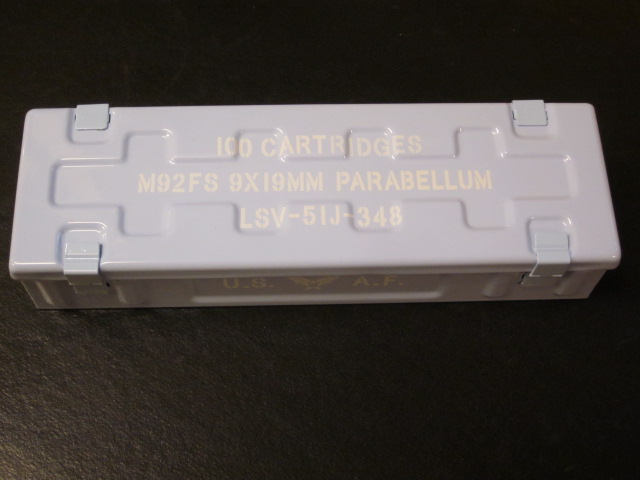 100 CARTRIDGES
M92FS 9X19MM PARABELLUM
LSV-51J-348
U.S. A.F.